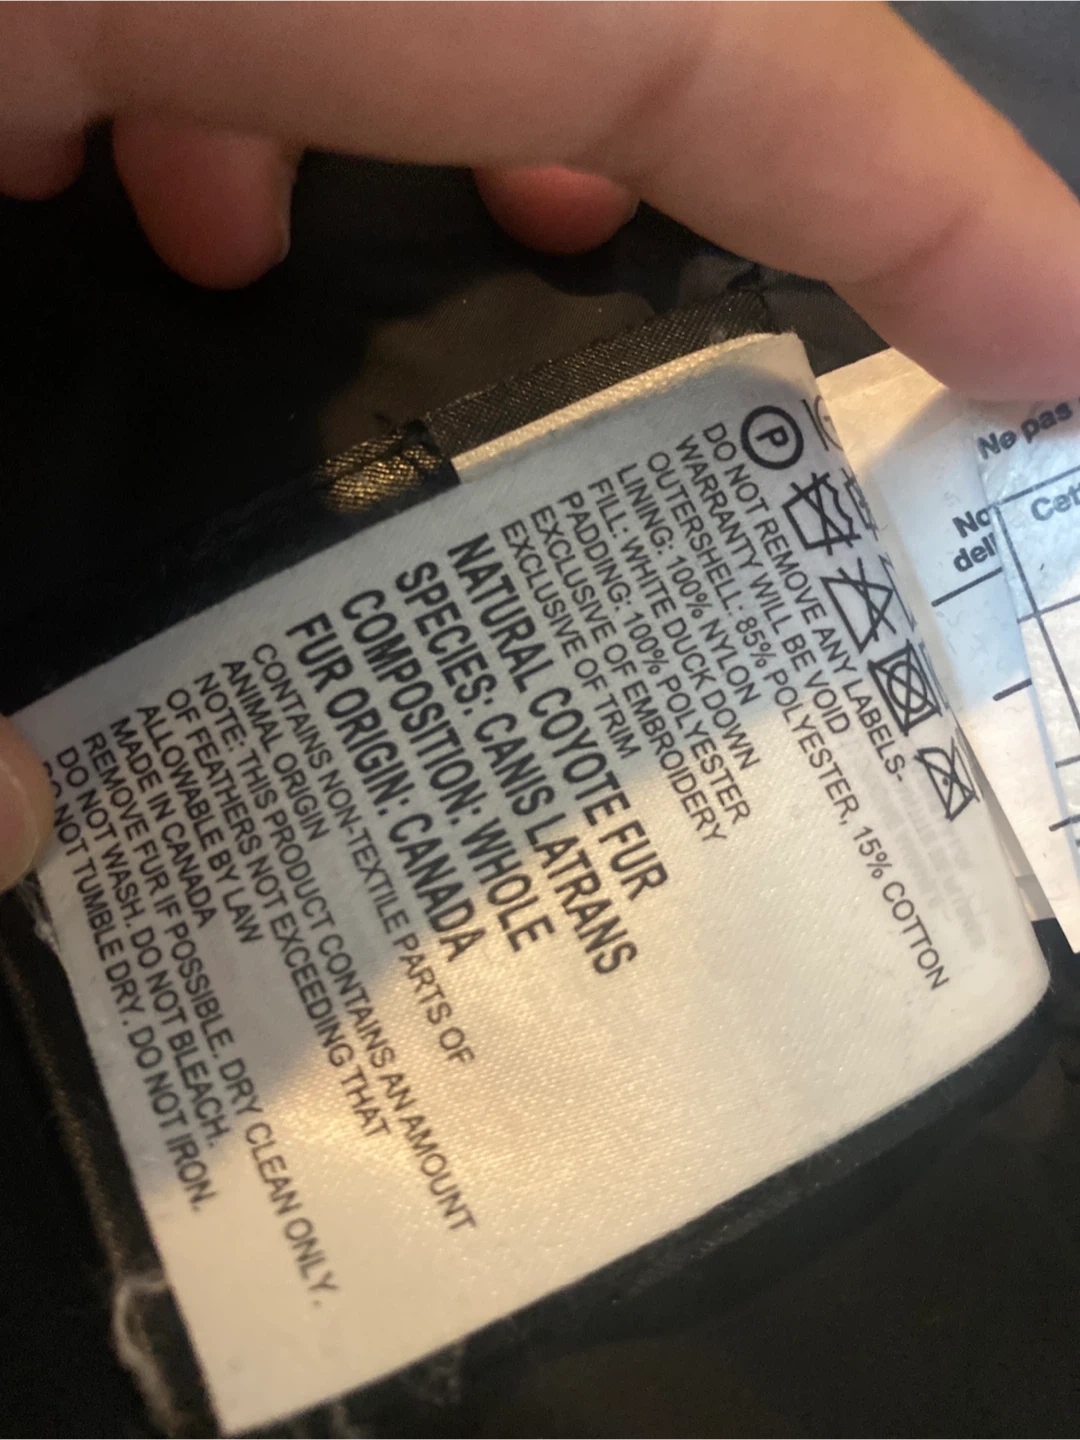 P
DO NOT REMOVE ANY LABELS-
WARRANTY WILL BE VOID
OUTERSHELL: 85% POLYESTER, 15% COTTON
LINING: 100% NYLON
FILL: WHITE DUCK DOWN
PADDING: 100% POLYESTER
EXCLUSIVE OF EMBROIDERY
EXCLUSIVE OF TRIM
NATURAL COYOTE FUR
SPECIES: CANIS LATRANS
COMPOSITION: WHOLE
FUR ORIGIN: CANADA
CONTAINS NON-TEXTILE PARTS OF
ANIMAL ORIGIN
NOTE: THIS PRODUCT CONTAINS AN AMOUNT
OF FEATHERS NOT EXCEEDING THAT
ALLOWABLE BY LAW
MADE IN CANADA
REMOVE FUR IF POSSIBLE. DRY CLEAN ONLY.
DO NOT WASH. DO NOT BLEACH.
DO NOT TUMBLE DRY. DO NOT IRON.
Ne pas